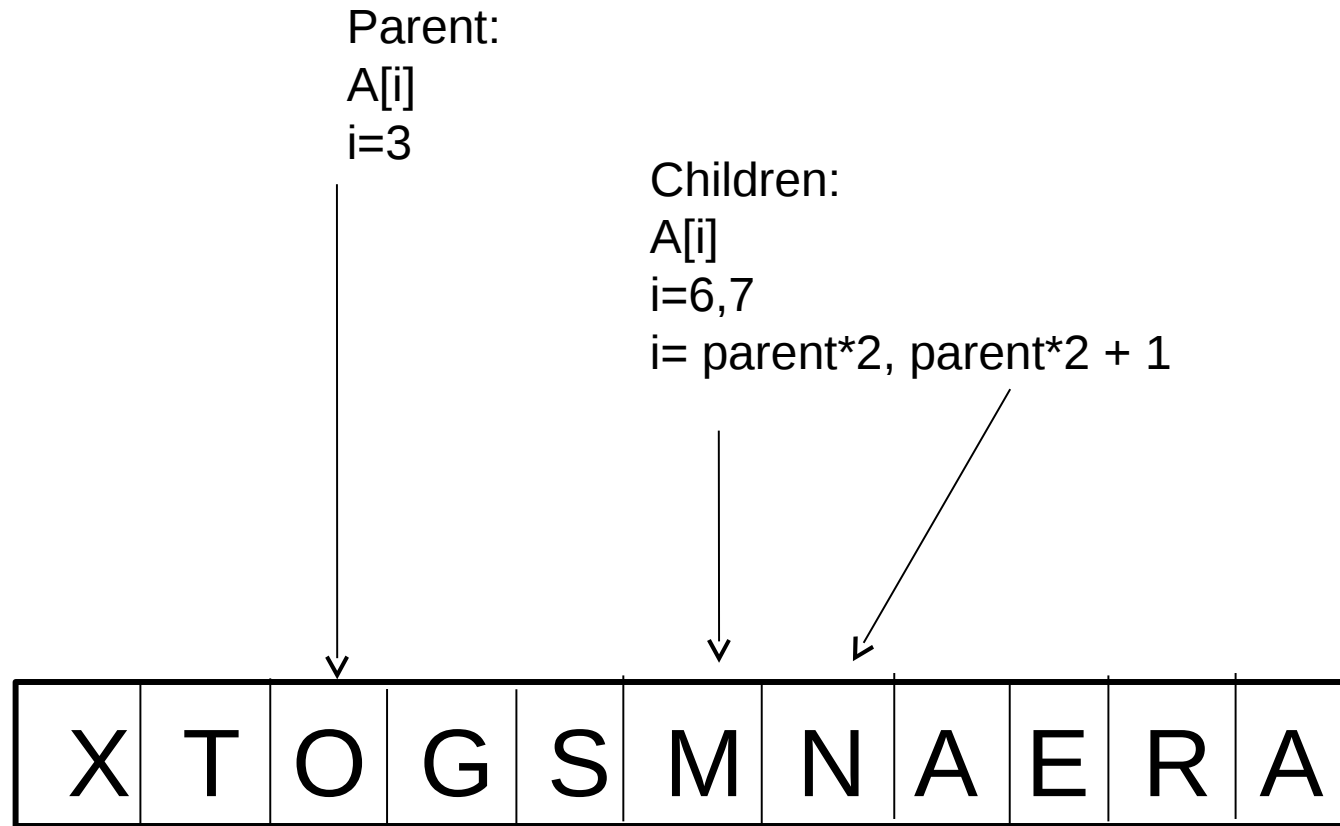 Parent:
A[i]
i=3
Children:
A[i]
i=6,7
i= parent*2, parent*2 + 1
X T O G S M N A E R A